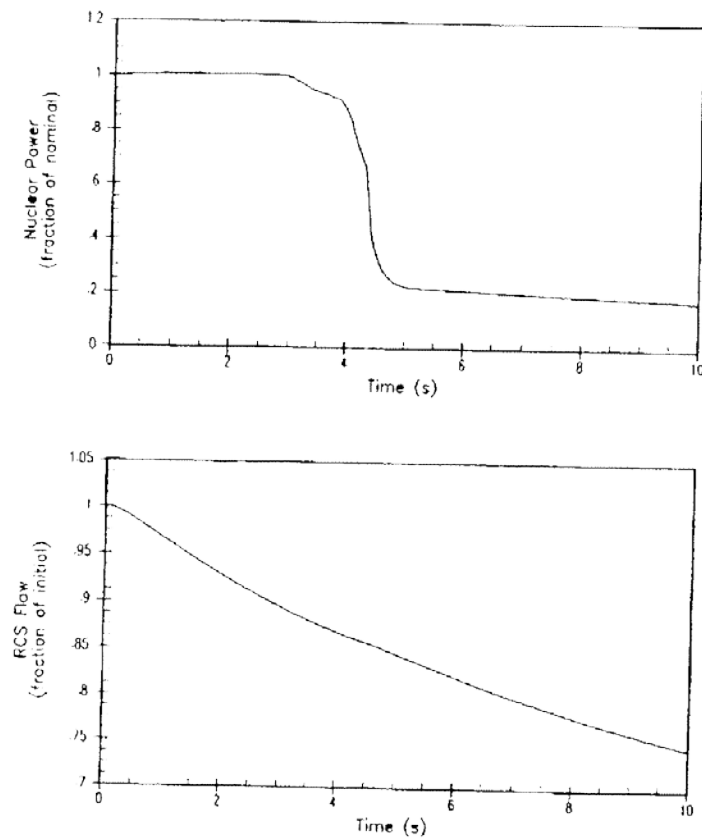 1.2
1
.8
.6
.4
.2
0
Nuclear Power
(fraction of nominal)
0 2 4 6 8 10
Time (s)
1.05
1
.95
.9
.85
.8
.75
.7
RCS Flow
(fraction of initial)
0 2 4 6 8 10
Time (s)